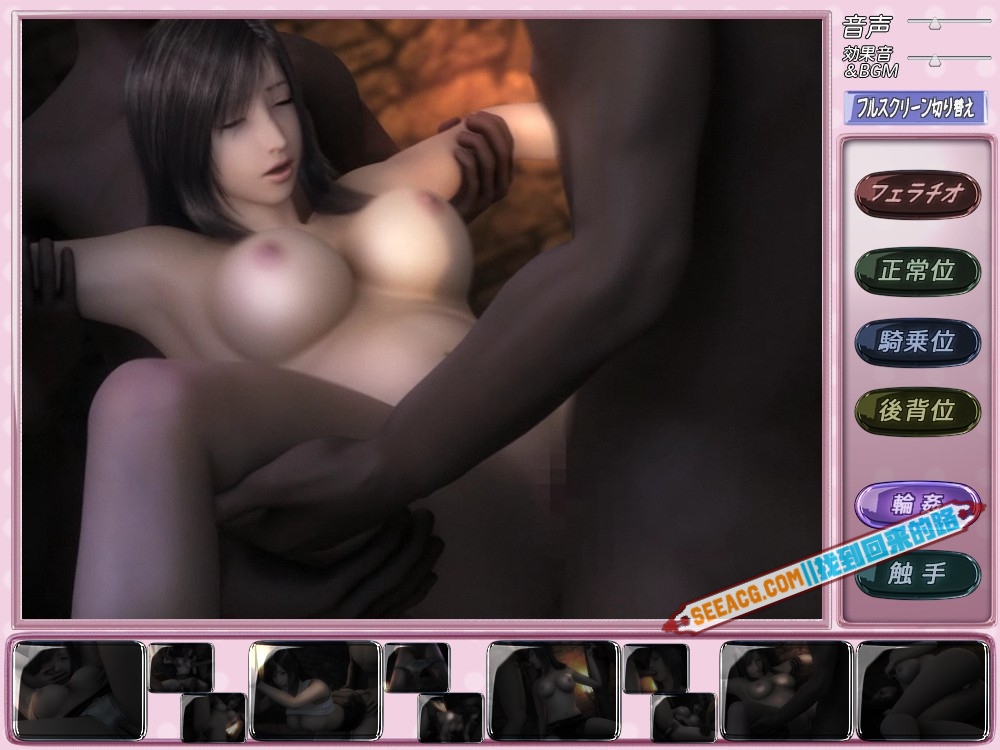 音声
効果音
&BGM
フルスクリーン切り替え
フェラチオ
正常位
騎乗位
後背位
輪姦
SEEACG.COM||找到回来的路
触手